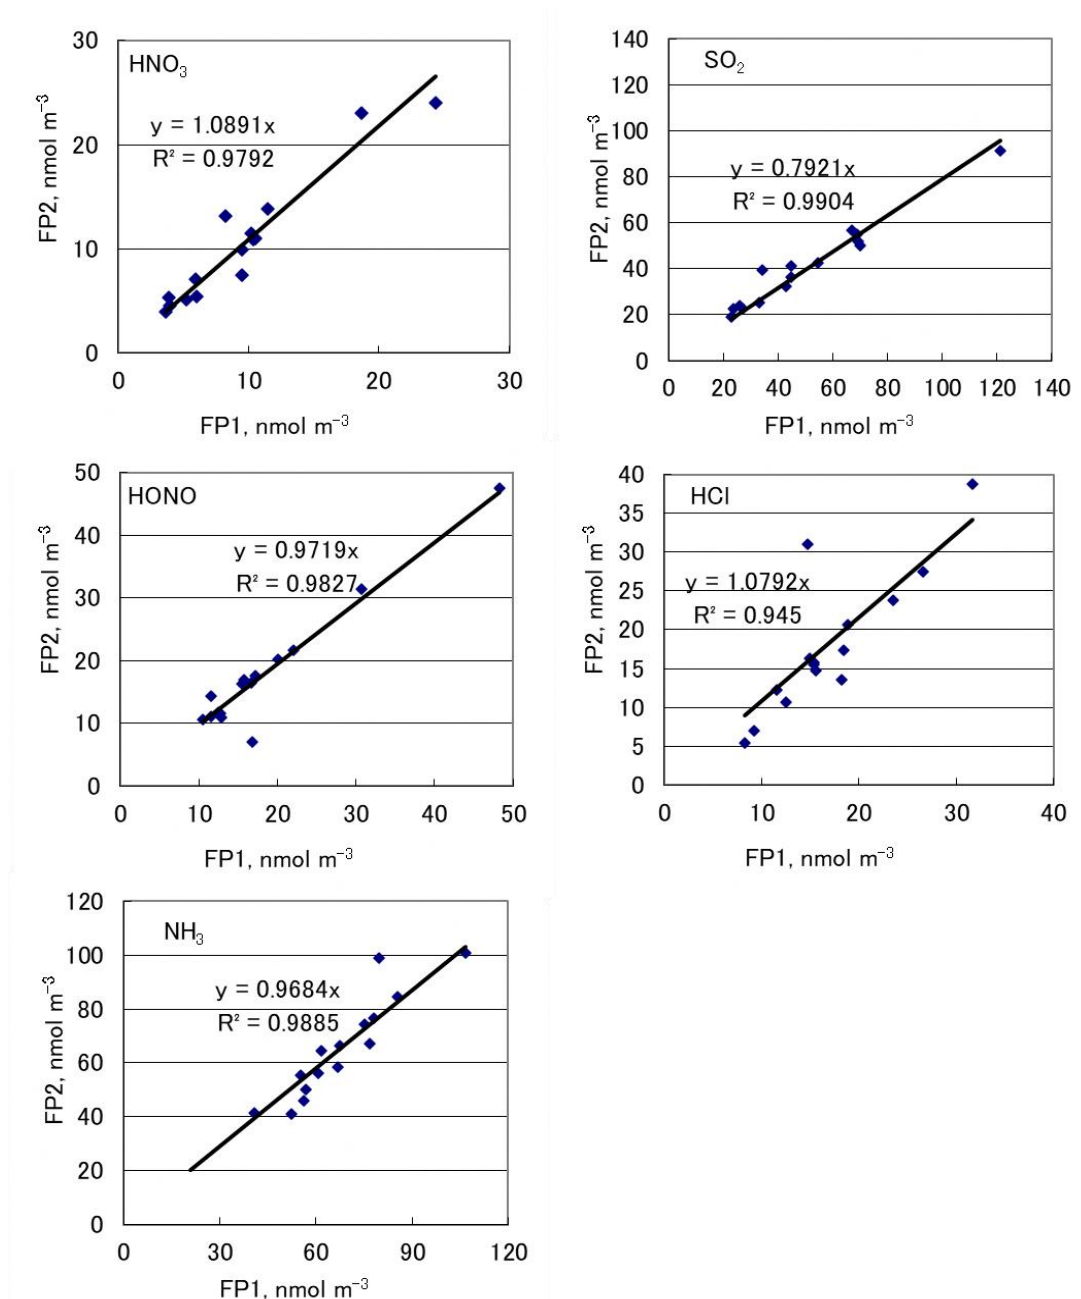 HNO₃
y = 1.0891x
R² = 0.9792
30
20
10
0
0 10 20 30
FP2, nmol m⁻³
FP1, nmol m⁻³
SO₂
y = 0.7921x
R² = 0.9904
140
120
100
80
60
40
20
0
0 20 40 60 80 100 120 140
FP2, nmol m⁻³
FP1, nmol m⁻³
HONO
y = 0.9719x
R² = 0.9827
50
40
30
20
10
0
0 10 20 30 40 50
FP2, nmol m⁻³
FP1, nmol m⁻³
HCl
y = 1.0792x
R² = 0.945
40
35
30
25
20
15
10
5
0
0 10 20 30 40
FP2, nmol m⁻³
FP1, nmol m⁻³
NH₃
y = 0.9684x
R² = 0.9885
120
100
80
60
40
20
0
0 30 60 90 120
FP2, nmol m⁻³
FP1, nmol m⁻³